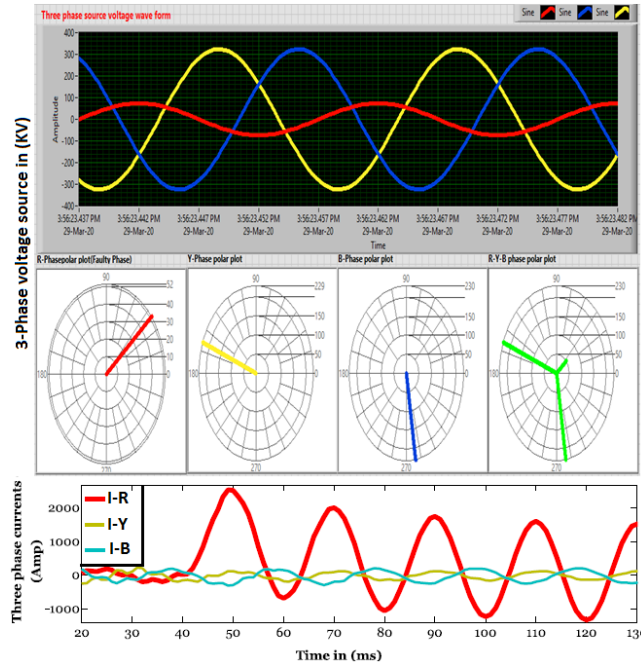 Three phase source voltage wave form
Sine Sine Sine
3-Phase voltage source in (KV)
Amplitude
400
300
200
100
0
-100
-200
-300
-400
3:56:23.437 PM 3:56:23.442 PM 3:56:23.447 PM 3:56:23.452 PM 3:56:23.457 PM 3:56:23.462 PM 3:56:23.467 PM 3:56:23.472 PM 3:56:23.477 PM 3:56:23.482 PM
29-Mar-20 29-Mar-20 29-Mar-20 29-Mar-20 29-Mar-20 29-Mar-20 29-Mar-20 29-Mar-20 29-Mar-20 29-Mar-20
Time
R-Phasepolar plot(Faulty Phase) Y-Phase polar plot B-Phase polar plot R-Y-B phase polar plot
90 52 90 229 90 230 90 230
40 200 200 200
30 150 150 150
20 100 100 100
10 50 50 50
180 0 180 0 180 0 180 0
270 270 270 270
Three phase currents
(Amp)
I-R
I-Y
I-B
2000
1000
0
-1000
20 30 40 50 60 70 80 90 100 110 120 130
Time in (ms)